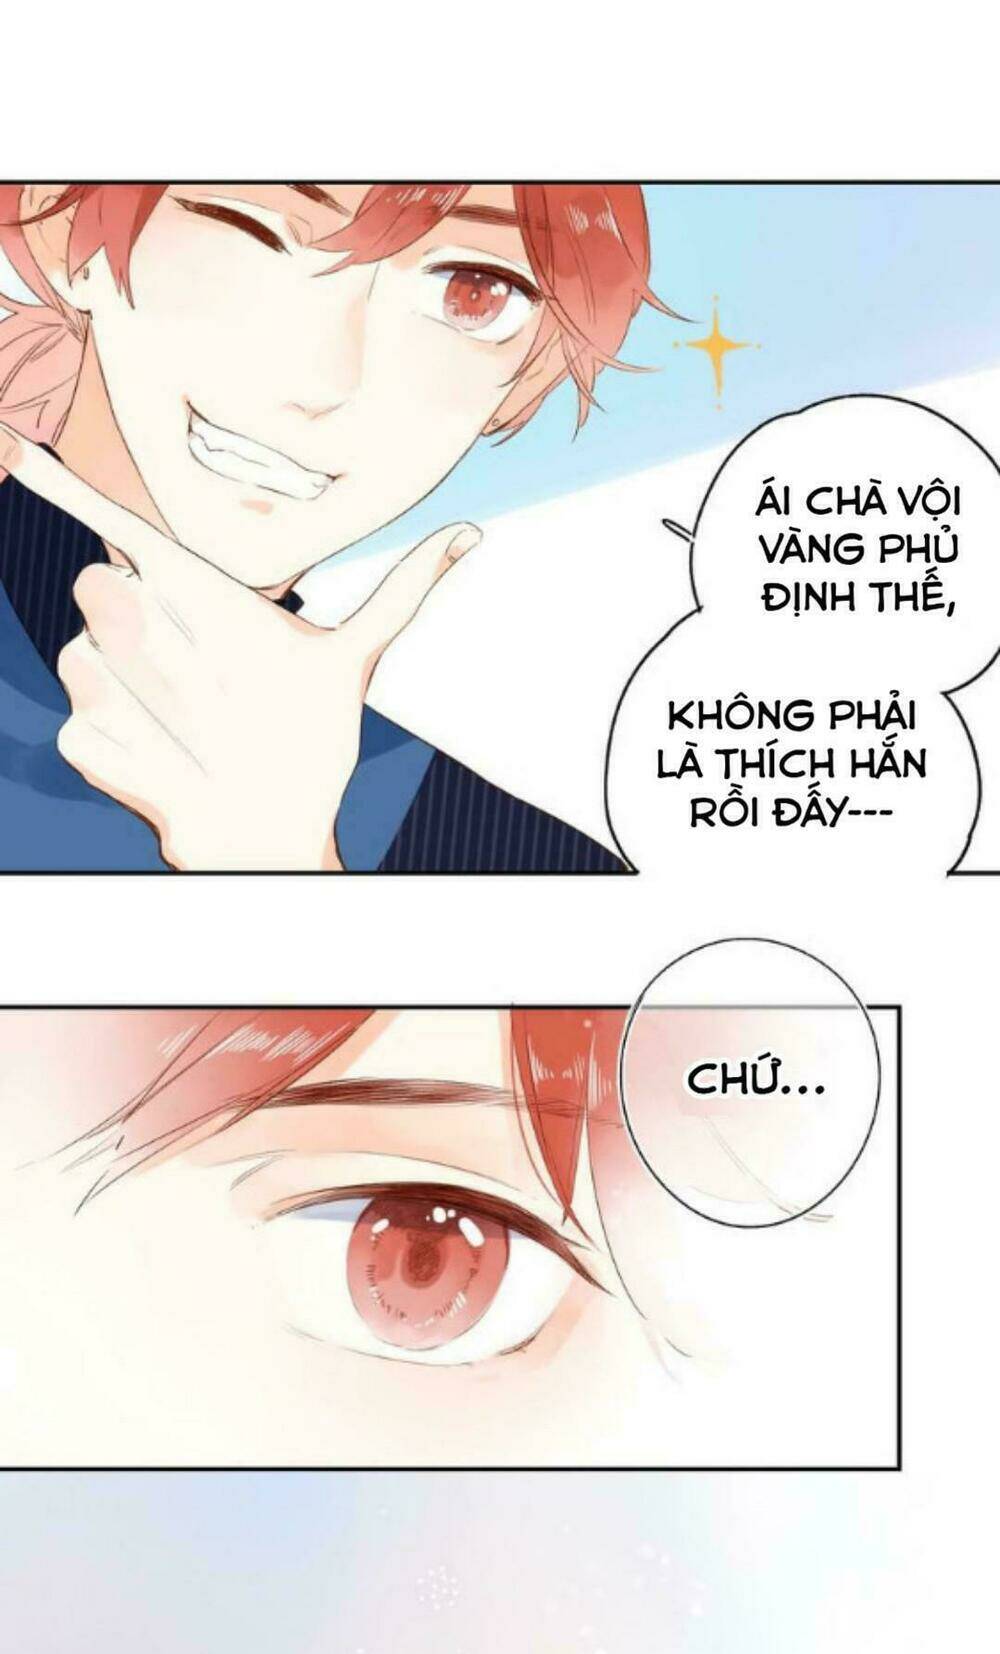 ÁI CHÀ VỘI
VÀNG PHỦ
ĐỊNH THẾ,
KHÔNG PHẢI
LÀ THÍCH HẮN
RỒI ĐẤY---
CHỨ...